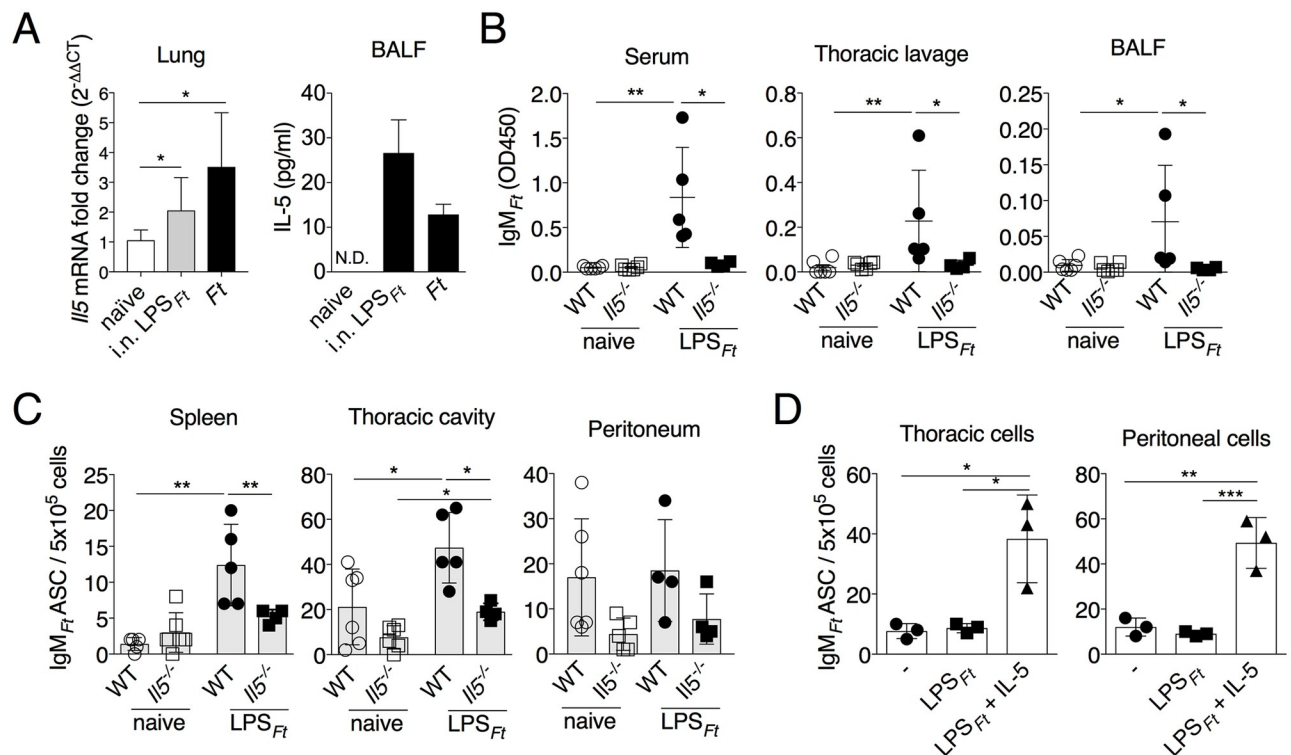 A
Lung
Il5 mRNA fold change (2-ΔΔCT)
6
5
4
3
2
1
0
*
*
naïve
i.n. LPSFt
Ft
BALF
IL-5 (pg/ml)
40
30
20
10
0
N.D.
naïve
i.n. LPSFt
Ft
B
Serum
IgMFt (OD450)
2.0
1.5
1.0
0.5
0.0
** *
WT Il5-/- WT Il5-/-
naive LPSFt
Thoracic lavage
0.8
0.6
0.4
0.2
0.0
** *
WT Il5-/- WT Il5-/-
naive LPSFt
BALF
0.25
0.20
0.15
0.10
0.05
0.00
* *
WT Il5-/- WT Il5-/-
naive LPSFt
C
Spleen
IgMFt ASC / 5x105 cells
25
20
15
10
5
0
** **
WT Il5-/- WT Il5-/-
naive LPSFt
Thoracic cavity
80
60
40
20
0
* *
*
WT Il5-/- WT Il5-/-
naive LPSFt
Peritoneum
40
30
20
10
0
WT Il5-/- WT Il5-/-
naive LPSFt
D
Thoracic cells
IgMFt ASC / 5x105 cells
60
40
20
0
*
*
-
LPSFt
LPSFt + IL-5
Peritoneal cells
80
60
40
20
0
**
***
-
LPSFt
LPSFt + IL-5